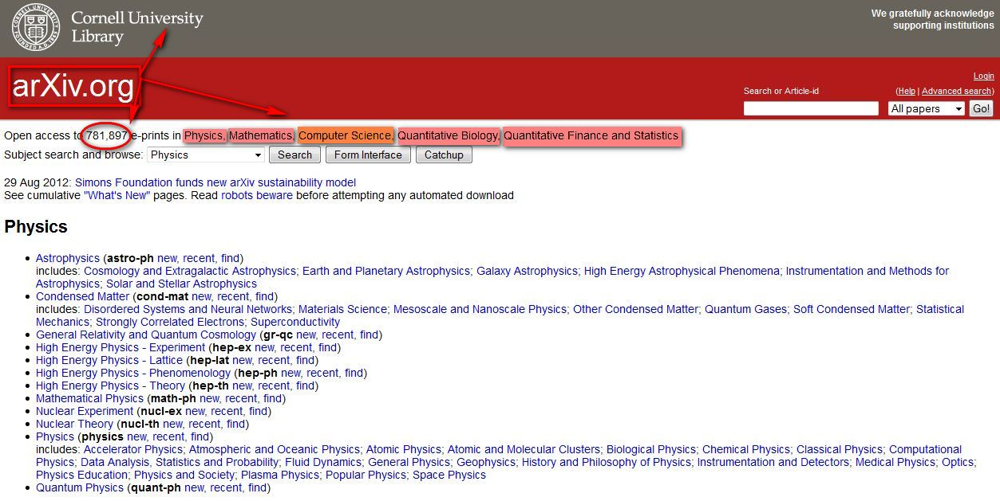 Cornell University
Library
We gratefully acknowledge
supporting institutions
arXiv.org
Login
Search or Article-id
(Help | Advanced search)
All papers
Go!
Open access to 781,897 e-prints in Physics, Mathematics, Computer Science, Quantitative Biology, Quantitative Finance and Statistics
Subject search and browse: Physics Search Form Interface Catchup
29 Aug 2012: Simons Foundation funds new arXiv sustainability model
See cumulative "What's New" pages. Read robots beware before attempting any automated download
Physics
Astrophysics (astro-ph new, recent, find)
includes: Cosmology and Extragalactic Astrophysics; Earth and Planetary Astrophysics; Galaxy Astrophysics; High Energy Astrophysical Phenomena; Instrumentation and Methods for
Astrophysics; Solar and Stellar Astrophysics
Condensed Matter (cond-mat new, recent, find)
includes: Disordered Systems and Neural Networks; Materials Science; Mesoscale and Nanoscale Physics; Other Condensed Matter; Quantum Gases; Soft Condensed Matter; Statistical
Mechanics; Strongly Correlated Electrons; Superconductivity
General Relativity and Quantum Cosmology (gr-qc new, recent, find)
High Energy Physics - Experiment (hep-ex new, recent, find)
High Energy Physics - Lattice (hep-lat new, recent, find)
High Energy Physics - Phenomenology (hep-ph new, recent, find)
High Energy Physics - Theory (hep-th new, recent, find)
Mathematical Physics (math-ph new, recent, find)
Nuclear Experiment (nucl-ex new, recent, find)
Nuclear Theory (nucl-th new, recent, find)
Physics (physics new, recent, find)
includes: Accelerator Physics; Atmospheric and Oceanic Physics; Atomic Physics; Atomic and Molecular Clusters; Biological Physics; Chemical Physics; Classical Physics; Computational
Physics; Data Analysis, Statistics and Probability; Fluid Dynamics; General Physics; Geophysics; History and Philosophy of Physics; Instrumentation and Detectors; Medical Physics; Optics;
Physics Education; Physics and Society; Plasma Physics; Popular Physics; Space Physics
Quantum Physics (quant-ph new, recent, find)